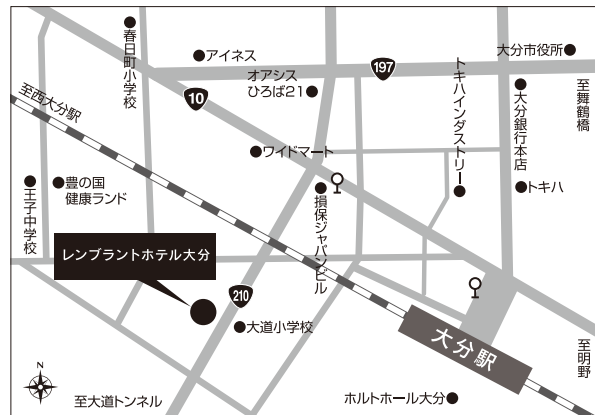 春日町小学校
アイネス
オアシス
ひろば21
197
トキハインダストリー
大分市役所
至舞鶴橋
大分銀行本店
10
至西大分駅
ワイドマート
トキハ
豊の国
健康ランド
王子中学校
損保ジャパンビル
レンブラントホテル大分
210
大道小学校
大分駅
至明野
N
至大道トンネル
ホルトホール大分